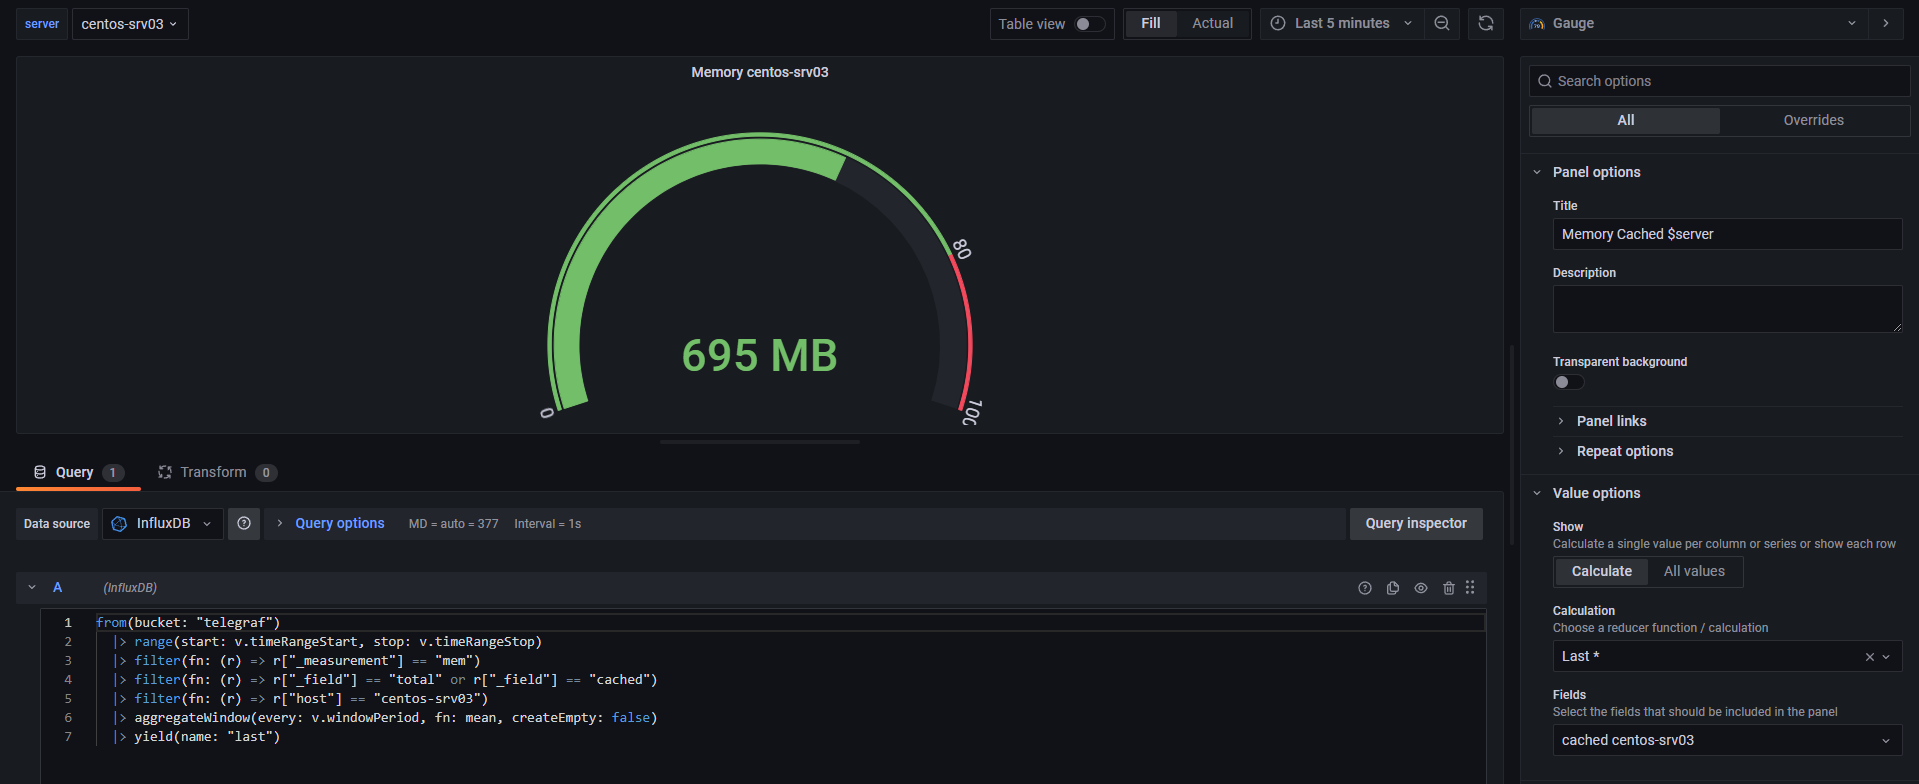 server centos-srv03 Table view Fill Actual Last 5 minutes Gauge
Memory centos-srv03
0
80
100
695 MB
Query 1 Transform 0
Data source InfluxDB Query options MD = auto = 377 Interval = 1s Query inspector
A (InfluxDB)
1 from(bucket: "telegraf")
2 |> range(start: v.timeRangeStart, stop: v.timeRangeStop)
3 |> filter(fn: (r) => r["_measurement"] == "mem")
4 |> filter(fn: (r) => r["_field"] == "total" or r["_field"] == "cached")
5 |> filter(fn: (r) => r["host"] == "centos-srv03")
6 |> aggregateWindow(every: v.windowPeriod, fn: mean, createEmpty: false)
7 |> yield(name: "last")
Search options
All Overrides
Panel options
Title
Memory Cached $server
Description
Transparent background
Panel links
Repeat options
Value options
Show
Calculate a single value per column or series or show each row
Calculate All values
Calculation
Choose a reducer function / calculation
Last *
Fields
Select the fields that should be included in the panel
cached centos-srv03